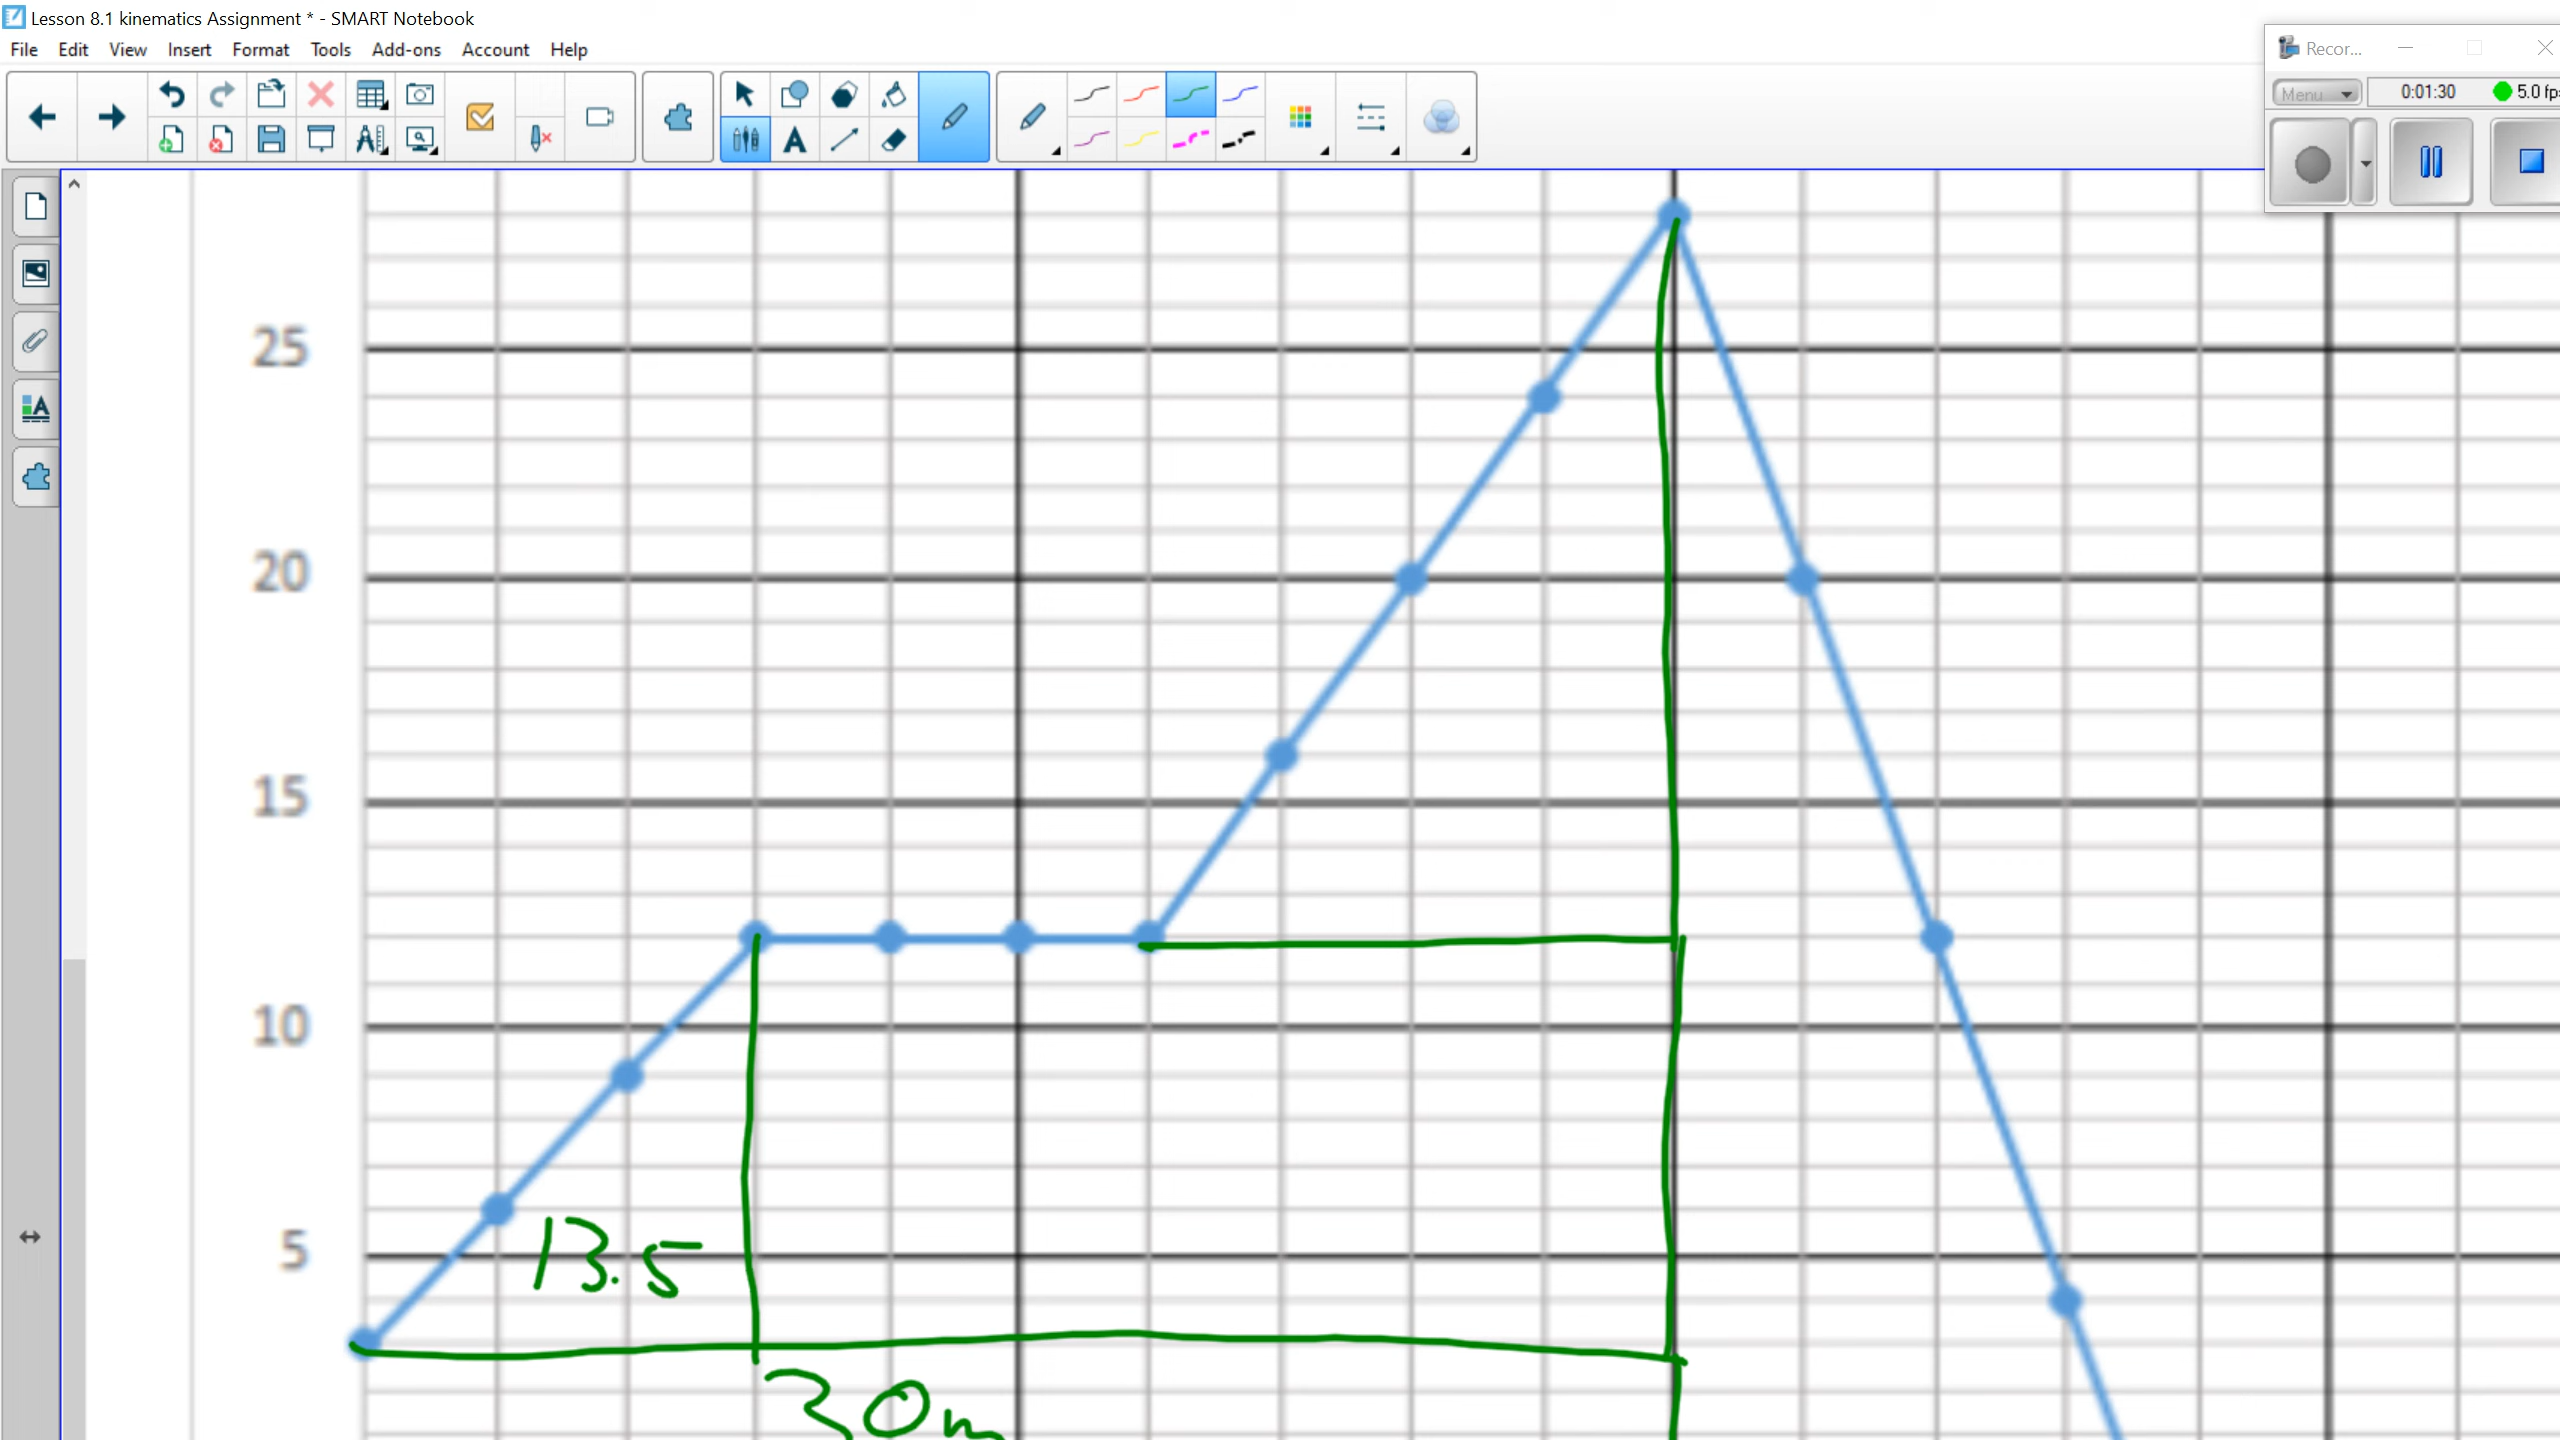 Lesson 8.1 kinematics Assignment * - SMART Notebook
File Edit View Insert Format Tools Add-ons Account Help
Recor...
Menu 0:01:30 5.0 fp
25
20
15
10
5
13.5
30m